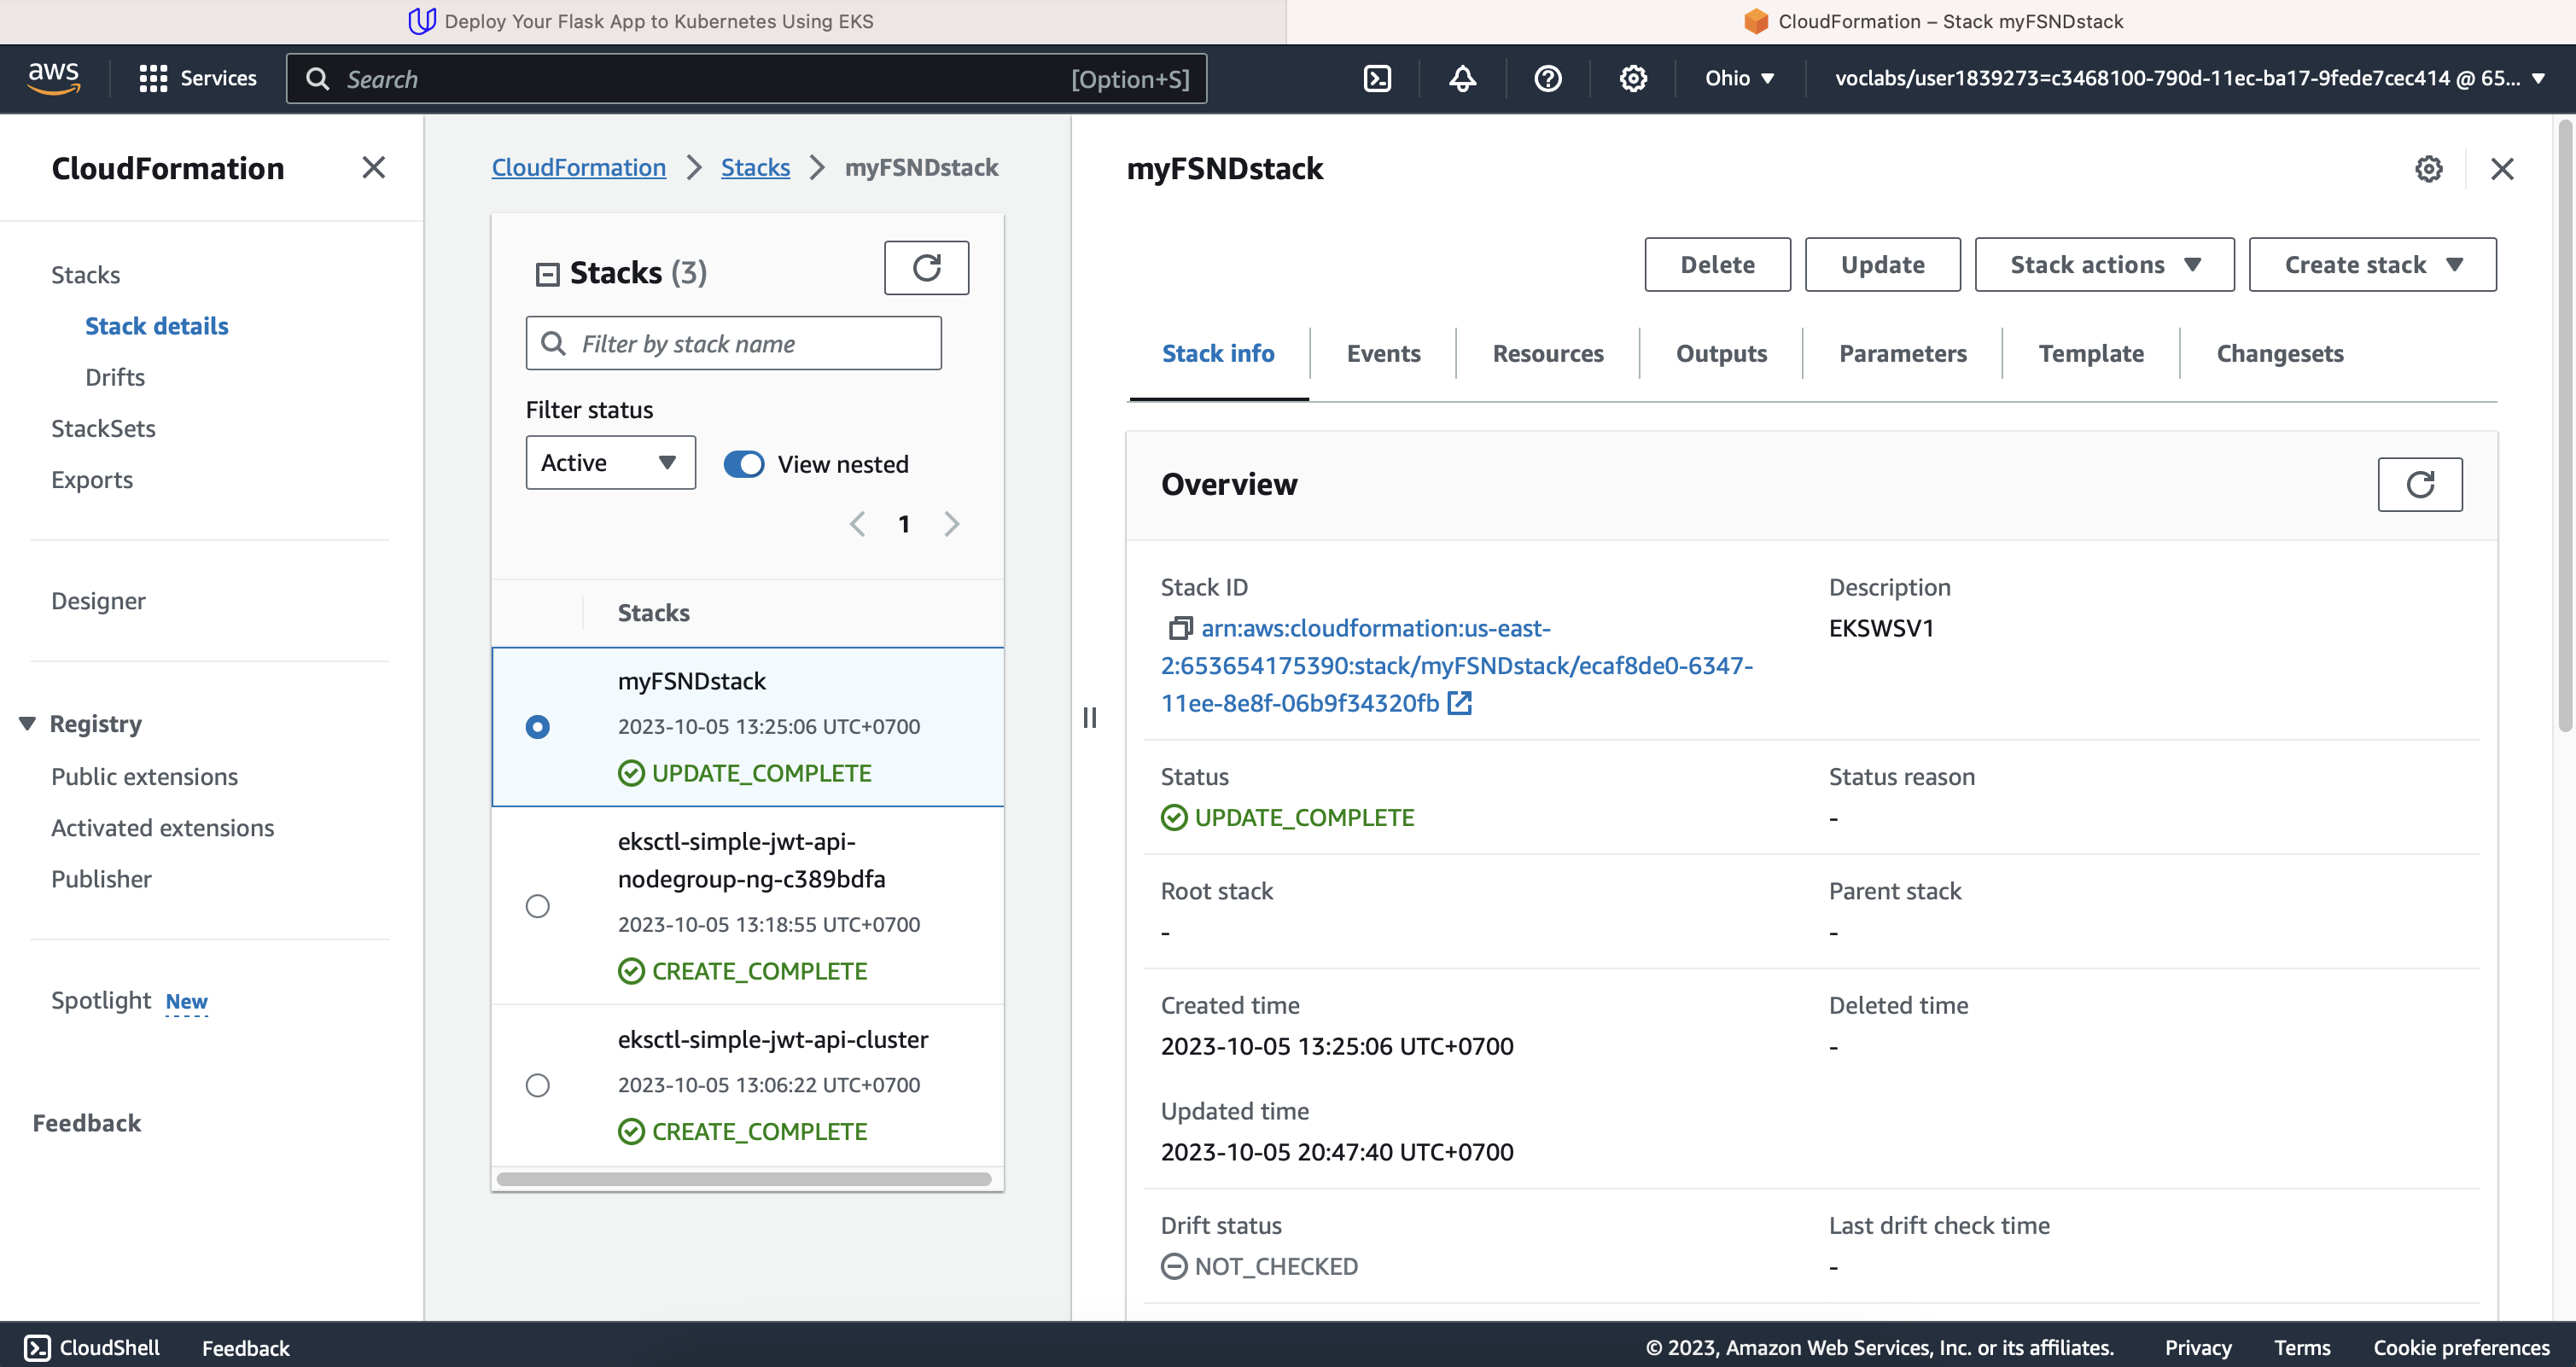 Deploy Your Flask App to Kubernetes Using EKS
CloudFormation – Stack myFSNDstack
aws
Services
Search
[Option+S]
Ohio
voclabs/user1839273=c3468100-790d-11ec-ba17-9fede7cec414 @ 65...
CloudFormation
Stacks
Stack details
Drifts
StackSets
Exports
Designer
Registry
Public extensions
Activated extensions
Publisher
Spotlight New
Feedback
CloudFormation
Stacks
myFSNDstack
Stacks (3)
Filter by stack name
Filter status
Active
View nested
1
Stacks
myFSNDstack
2023-10-05 13:25:06 UTC+0700
UPDATE_COMPLETE
eksctl-simple-jwt-api-
nodegroup-ng-c389bdfa
2023-10-05 13:18:55 UTC+0700
CREATE_COMPLETE
eksctl-simple-jwt-api-cluster
2023-10-05 13:06:22 UTC+0700
CREATE_COMPLETE
myFSNDstack
Delete
Update
Stack actions
Create stack
Stack info
Events
Resources
Outputs
Parameters
Template
Changesets
Overview
Stack ID
arn:aws:cloudformation:us-east-
2:653654175390:stack/myFSNDstack/ecaf8de0-6347-
11ee-8e8f-06b9f34320fb
Description
EKSWSV1
Status
UPDATE_COMPLETE
Status reason
-
Root stack
-
Parent stack
-
Created time
2023-10-05 13:25:06 UTC+0700
Deleted time
-
Updated time
2023-10-05 20:47:40 UTC+0700
Drift status
NOT_CHECKED
Last drift check time
-
CloudShell
Feedback
© 2023, Amazon Web Services, Inc. or its affiliates.
Privacy
Terms
Cookie preferences